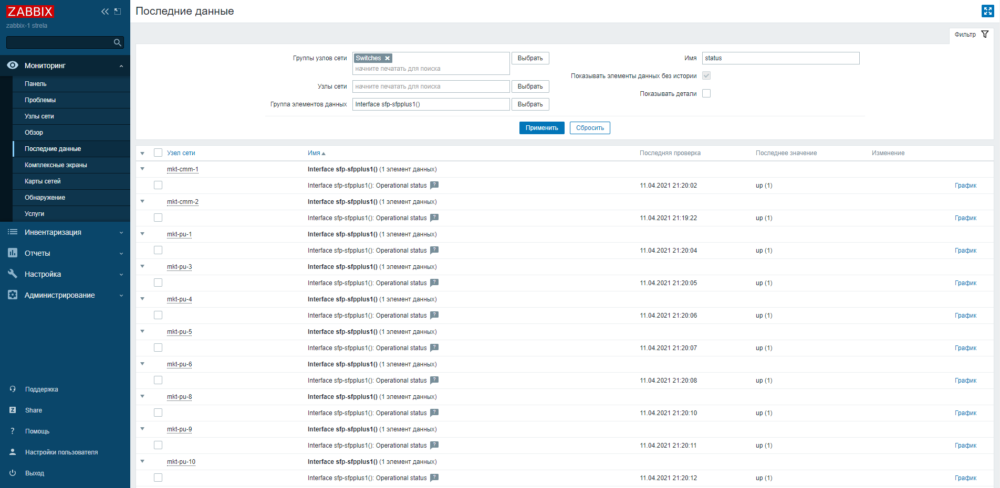 ZABBIX
zabbix-1 strela
Мониторинг
Панель
Проблемы
Узлы сети
Обзор
Последние данные
Комплексные экраны
Карты сетей
Обнаружение
Услуги
Инвентаризация
Отчеты
Настройка
Администрирование
Поддержка
Z Share
? Помощь
Настройки пользователя
Выход
Последние данные
Фильтр
Группы узлов сети Switches Выбрать
начните печатать для поиска
Узлы сети начните печатать для поиска Выбрать
Группа элементов данных Interface sfp-sfpplus1() Выбрать
Имя status
Показывать элементы данных без истории
Показывать детали
Применить Сбросить
Узел сети Имя Последняя проверка Последнее значение Изменение
mkt-cmm-1 Interface sfp-sfpplus1() (1 элемент данных)
Interface sfp-sfpplus1(): Operational status ? 11.04.2021 21:20:02 up (1) График
mkt-cmm-2 Interface sfp-sfpplus1() (1 элемент данных)
Interface sfp-sfpplus1(): Operational status ? 11.04.2021 21:19:22 up (1) График
mkt-pu-1 Interface sfp-sfpplus1() (1 элемент данных)
Interface sfp-sfpplus1(): Operational status ? 11.04.2021 21:20:04 up (1) График
mkt-pu-3 Interface sfp-sfpplus1() (1 элемент данных)
Interface sfp-sfpplus1(): Operational status ? 11.04.2021 21:20:05 up (1) График
mkt-pu-4 Interface sfp-sfpplus1() (1 элемент данных)
Interface sfp-sfpplus1(): Operational status ? 11.04.2021 21:20:06 up (1) График
mkt-pu-5 Interface sfp-sfpplus1() (1 элемент данных)
Interface sfp-sfpplus1(): Operational status ? 11.04.2021 21:20:07 up (1) График
mkt-pu-6 Interface sfp-sfpplus1() (1 элемент данных)
Interface sfp-sfpplus1(): Operational status ? 11.04.2021 21:20:08 up (1) График
mkt-pu-8 Interface sfp-sfpplus1() (1 элемент данных)
Interface sfp-sfpplus1(): Operational status ? 11.04.2021 21:20:10 up (1) График
mkt-pu-9 Interface sfp-sfpplus1() (1 элемент данных)
Interface sfp-sfpplus1(): Operational status ? 11.04.2021 21:20:11 up (1) График
mkt-pu-10 Interface sfp-sfpplus1() (1 элемент данных)
Interface sfp-sfpplus1(): Operational status ? 11.04.2021 21:20:12 up (1) График